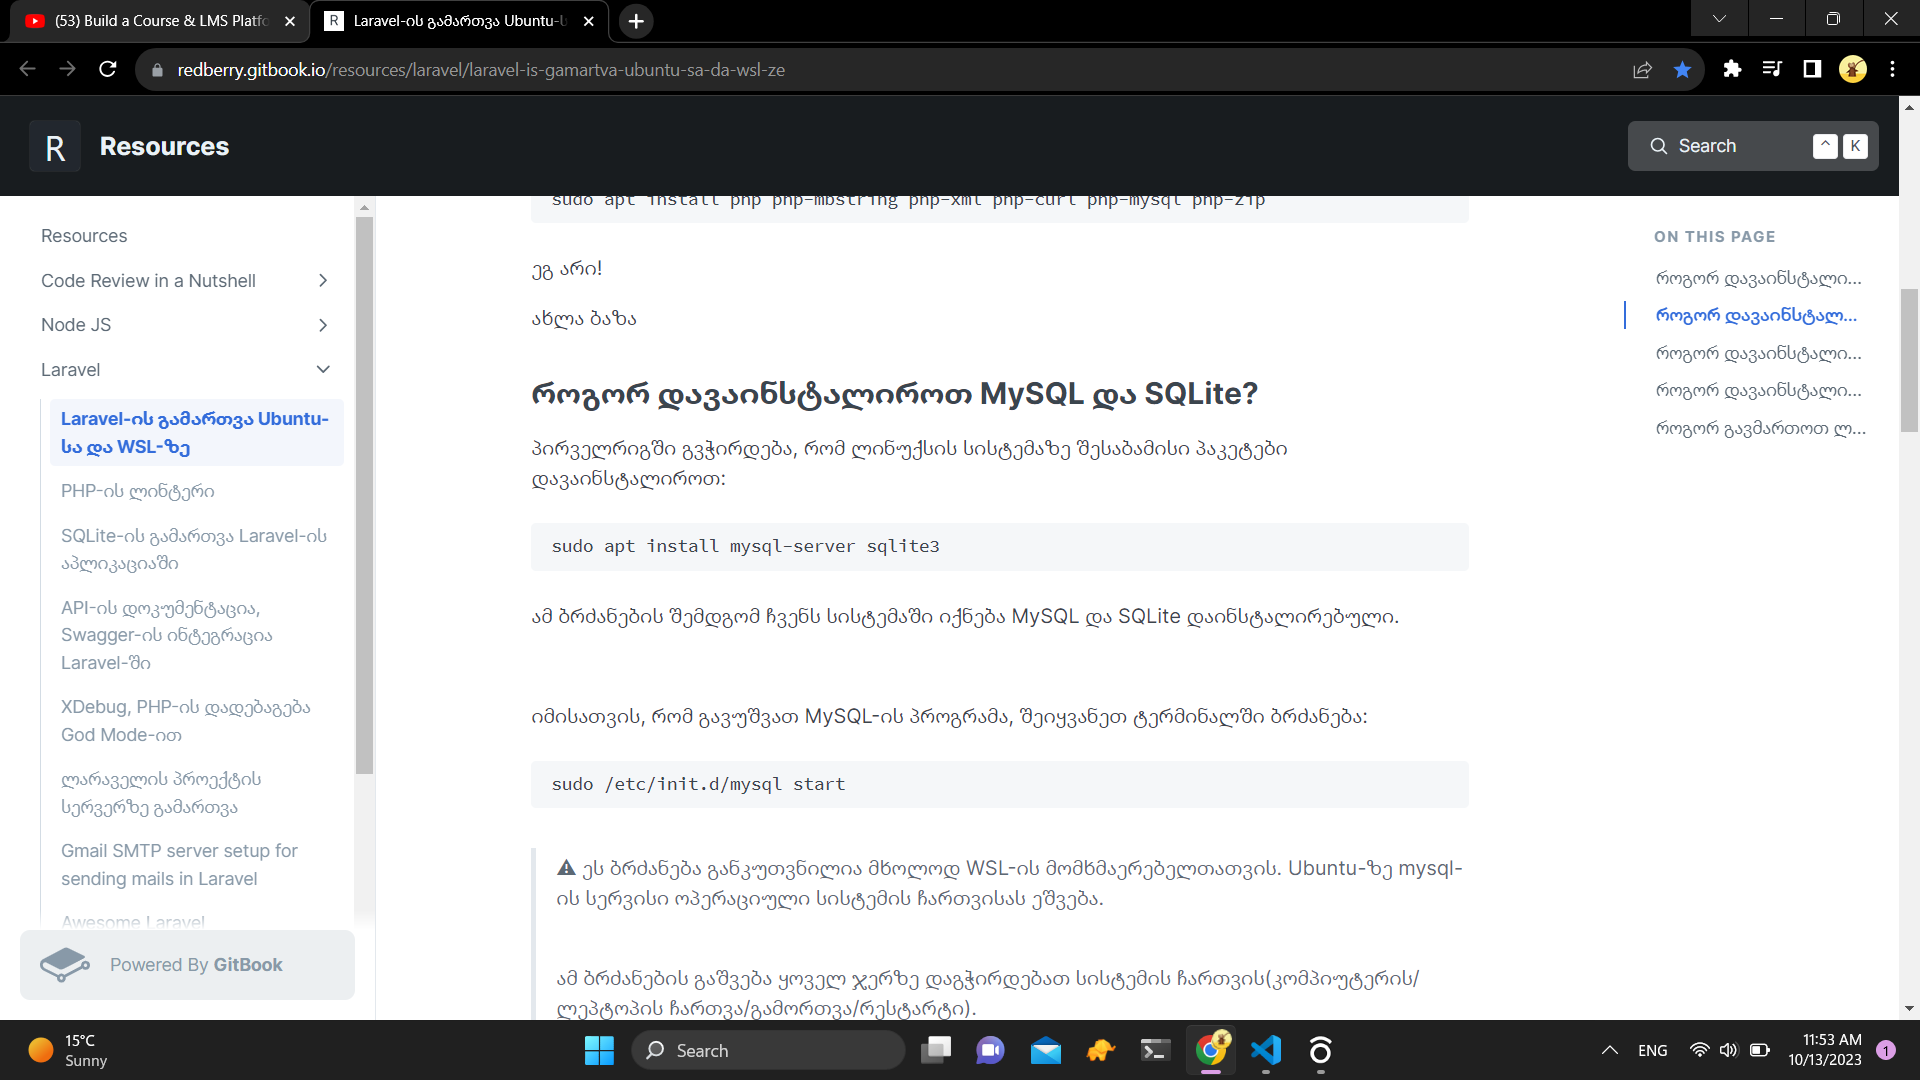 (53) Build a Course & LMS Platfo
Laravel-ის გამართვა Ubuntu-ს
redberry.gitbook.io/resources/laravel/laravel-is-gamartva-ubuntu-sa-da-wsl-ze
R
Resources
Search
^
K
Resources
Code Review in a Nutshell
Node JS
Laravel
Laravel-ის გამართვა Ubuntu-
სა და WSL-ზე
PHP-ის ლინტერი
SQLite-ის გამართვა Laravel-ის
აპლიკაციაში
API-ის დოკუმენტაცია,
Swagger-ის ინტეგრაცია
Laravel-ში
XDebug, PHP-ის დადებაგება
God Mode-ით
ლარაველის პროექტის
სერვერზე გამართვა
Gmail SMTP server setup for
sending mails in Laravel
Awesome Laravel
Powered By GitBook
sudo apt install php php-mbstring php-xml php-curl php-mysql php-zip
ეგ არი!
ახლა ბაზა
როგორ დავაინსტალიროთ MySQL და SQLite?
პირველრიგში გვჭირდება, რომ ლინუქსის სისტემაზე შესაბამისი პაკეტები
დავაინსტალიროთ:
sudo apt install mysql-server sqlite3
ამ ბრძანების შემდგომ ჩვენს სისტემაში იქნება MySQL და SQLite დაინსტალირებული.
იმისათვის, რომ გავუშვათ MySQL-ის პროგრამა, შეიყვანეთ ტერმინალში ბრძანება:
sudo /etc/init.d/mysql start
⚠ ეს ბრძანება განკუთვნილია მხოლოდ WSL-ის მომხმაერებელთათვის. Ubuntu-ზე mysql-
ის სერვისი ოპერაციული სისტემის ჩართვისას ეშვება.
ამ ბრძანების გაშვება ყოველ ჯერზე დაგჭირდებათ სისტემის ჩართვის(კომპიუტერის/
ლეპტოპის ჩართვა/გამორთვა/რესტარტი).
ON THIS PAGE
როგორ დავაინსტალი...
როგორ დავაინსტალ...
როგორ დავაინსტალი...
როგორ დავაინსტალი...
როგორ გავმართოთ ლ...
15°C
Sunny
Search
ENG
11:53 AM
10/13/2023
1